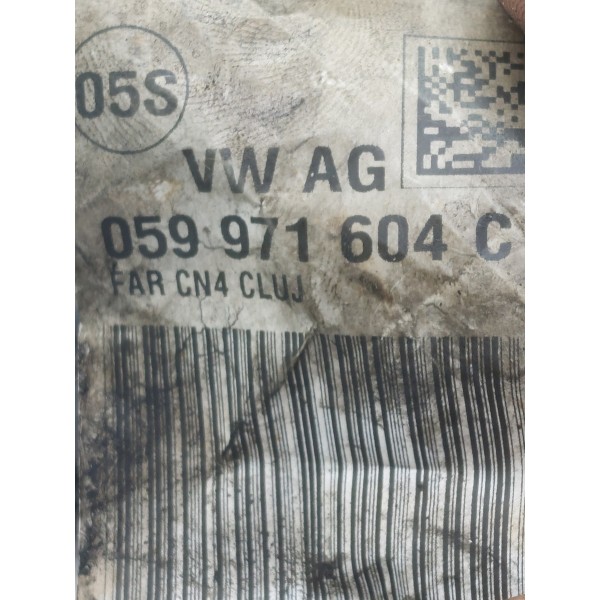 05S
VW AG
059 971 604 C
FAR CN4 CLUJ